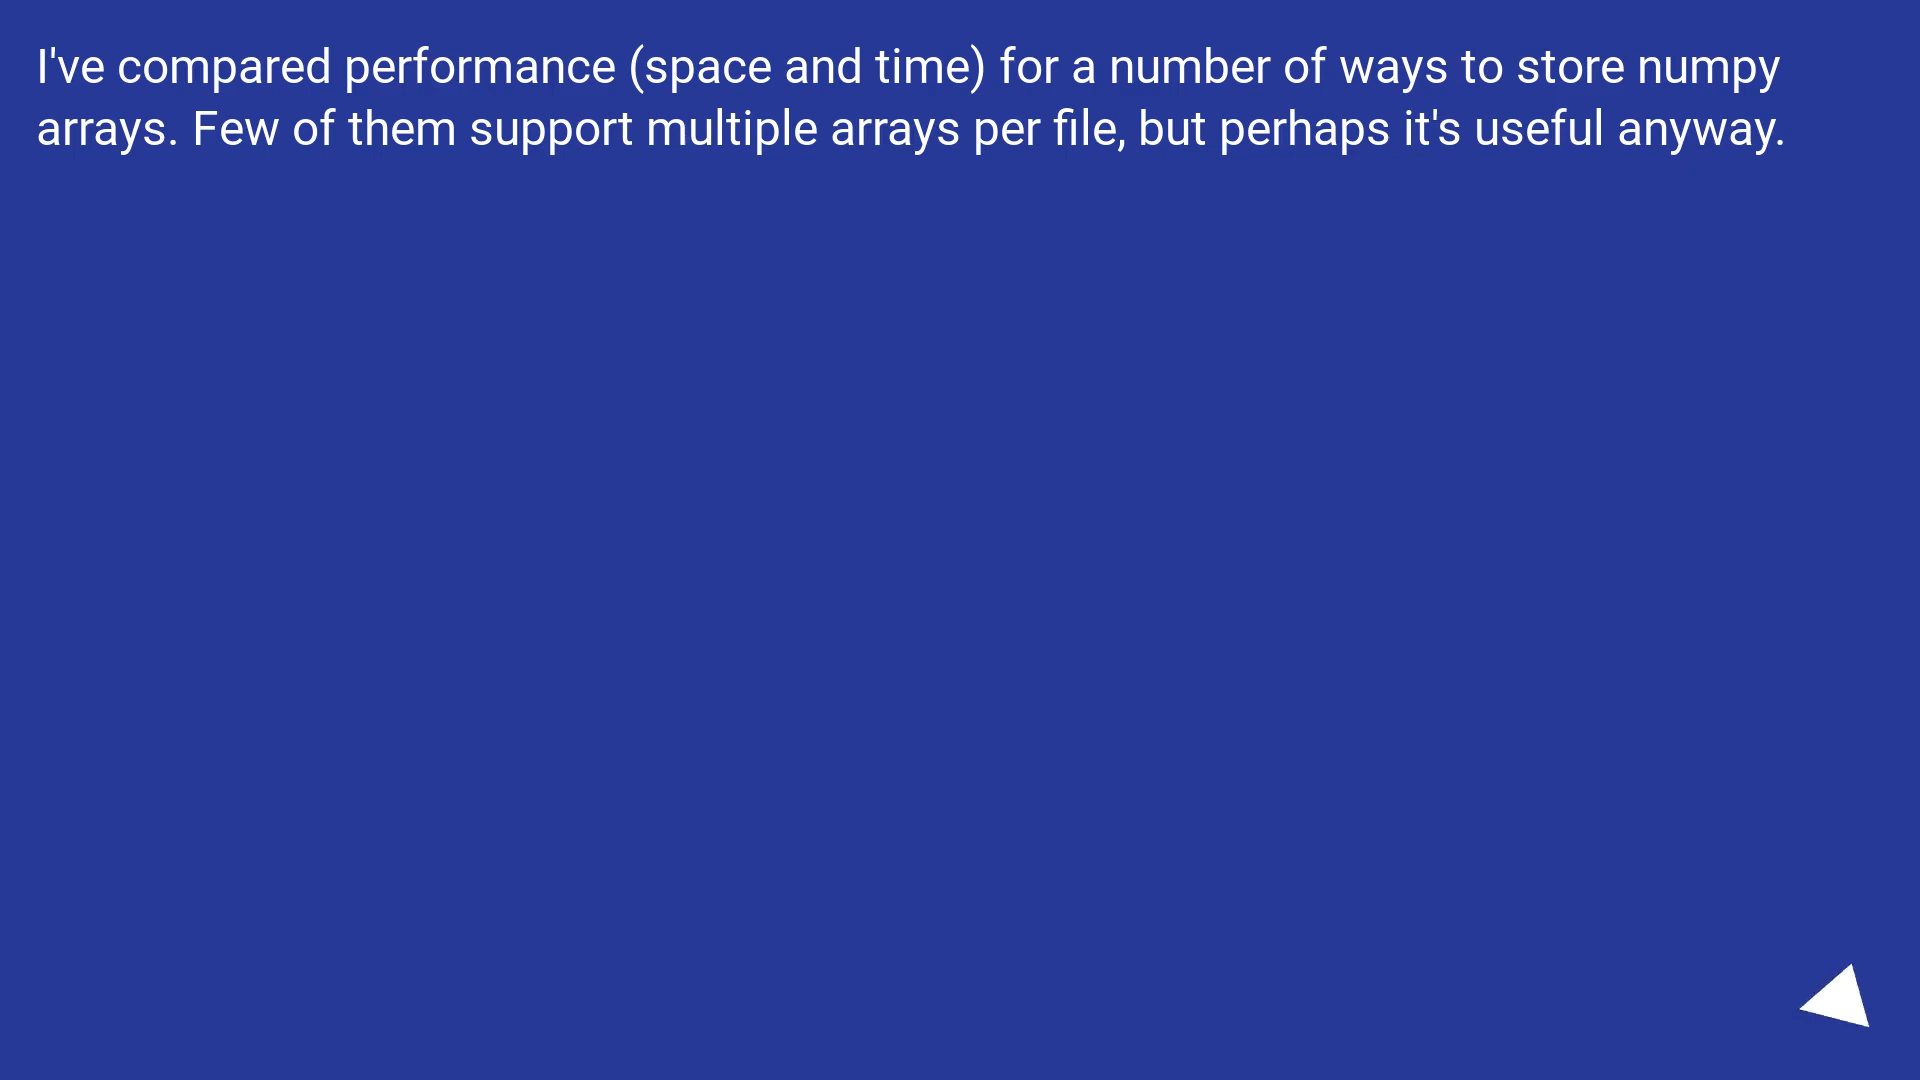 I've compared performance (space and time) for a number of ways to store numpy
arrays. Few of them support multiple arrays per file, but perhaps it's useful anyway.